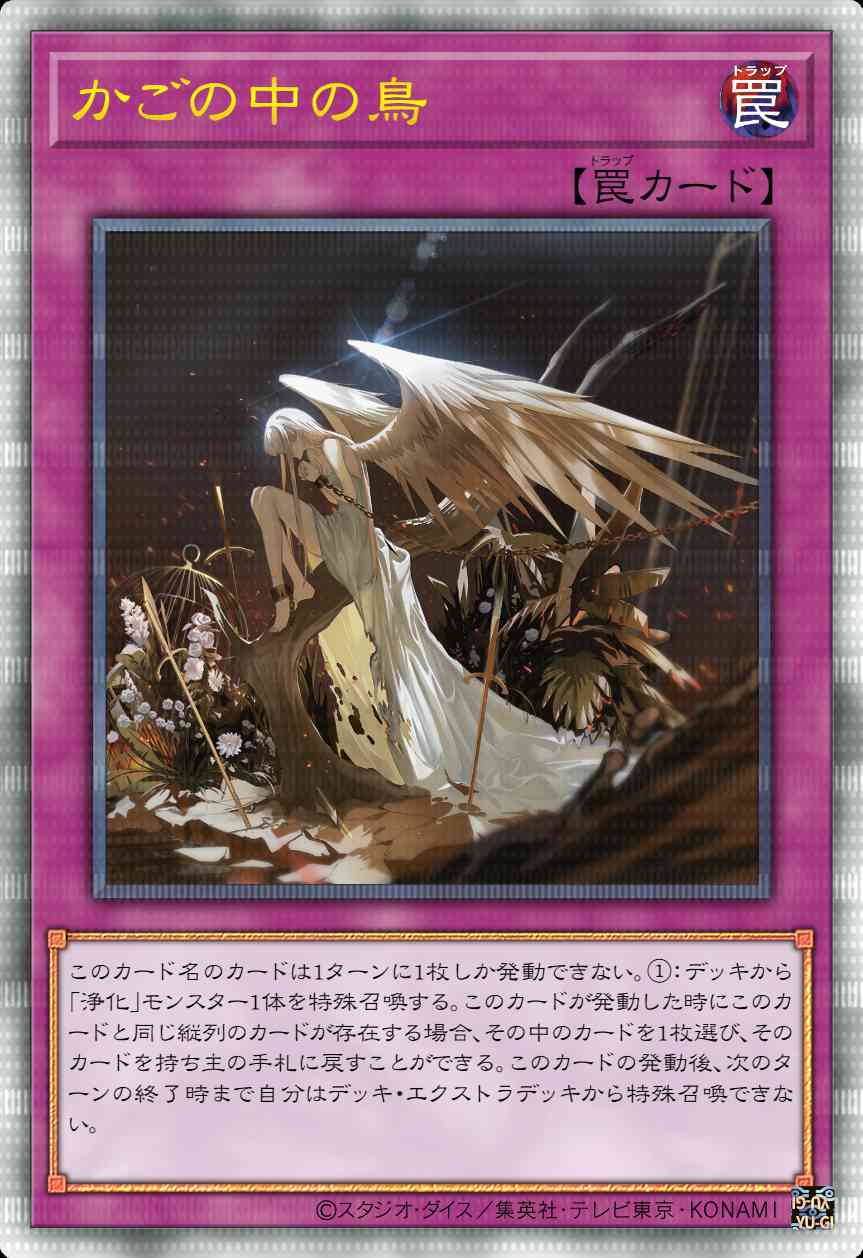 かごの中の鳥
トラップ
罠
トラップ
【罠カード】
このカード名のカードは1ターンに1枚しか発動できない。①:デッキから
「浄化」モンスター1体を特殊召喚する。このカードが発動した時にこのカ
ードと同じ縦列のカードが存在する場合、その中のカードを1枚選び、その
カードを持ち主の手札に戻すことができる。このカードの発動後、次のタ
ーンの終了時まで自分はデッキ・エクストラデッキから特殊召喚できな
い。
©スタジオ・ダイス/集英社・テレビ東京・KONAMI
YU-GI